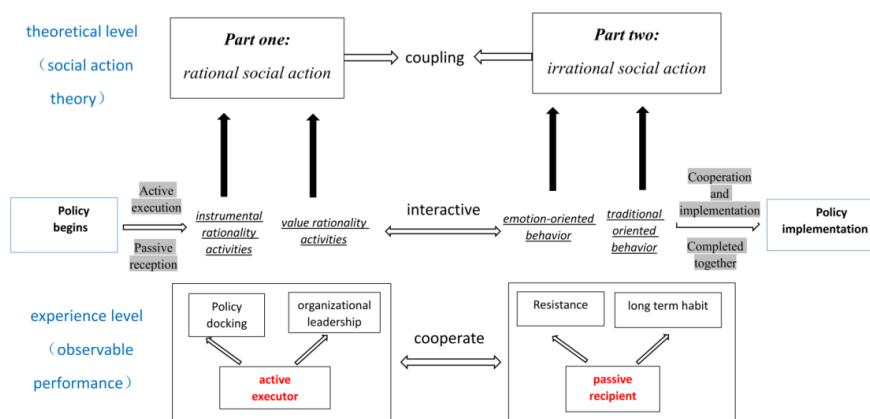 theoretical level
（social action
theory）
Part one:
rational social action
coupling
Part two:
irrational social action
Policy
begins
Active
execution
Passive
reception
instrumental
rationality
activities
value rationality
activities
interactive
emotion-oriented
behavior
traditional
oriented
behavior
Cooperation
and
implementation
Completed
together
Policy
implementation
experience level
（observable
performance）
Policy
docking
organizational
leadership
active
executor
cooperate
Resistance
long term habit
passive
recipient